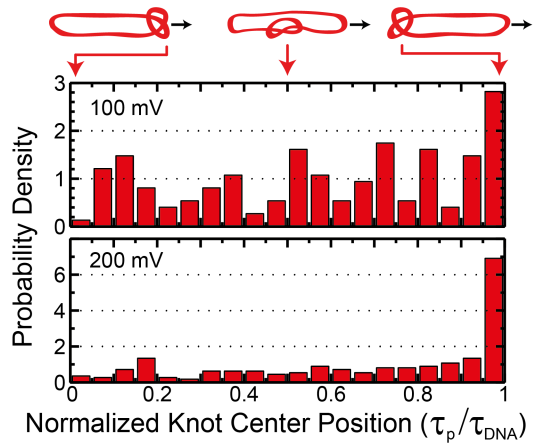 3
2
1
0
100 mV
Probability Density
6
4
2
0
200 mV
0 0.2 0.4 0.6 0.8 1
Normalized Knot Center Position (τp/τDNA)